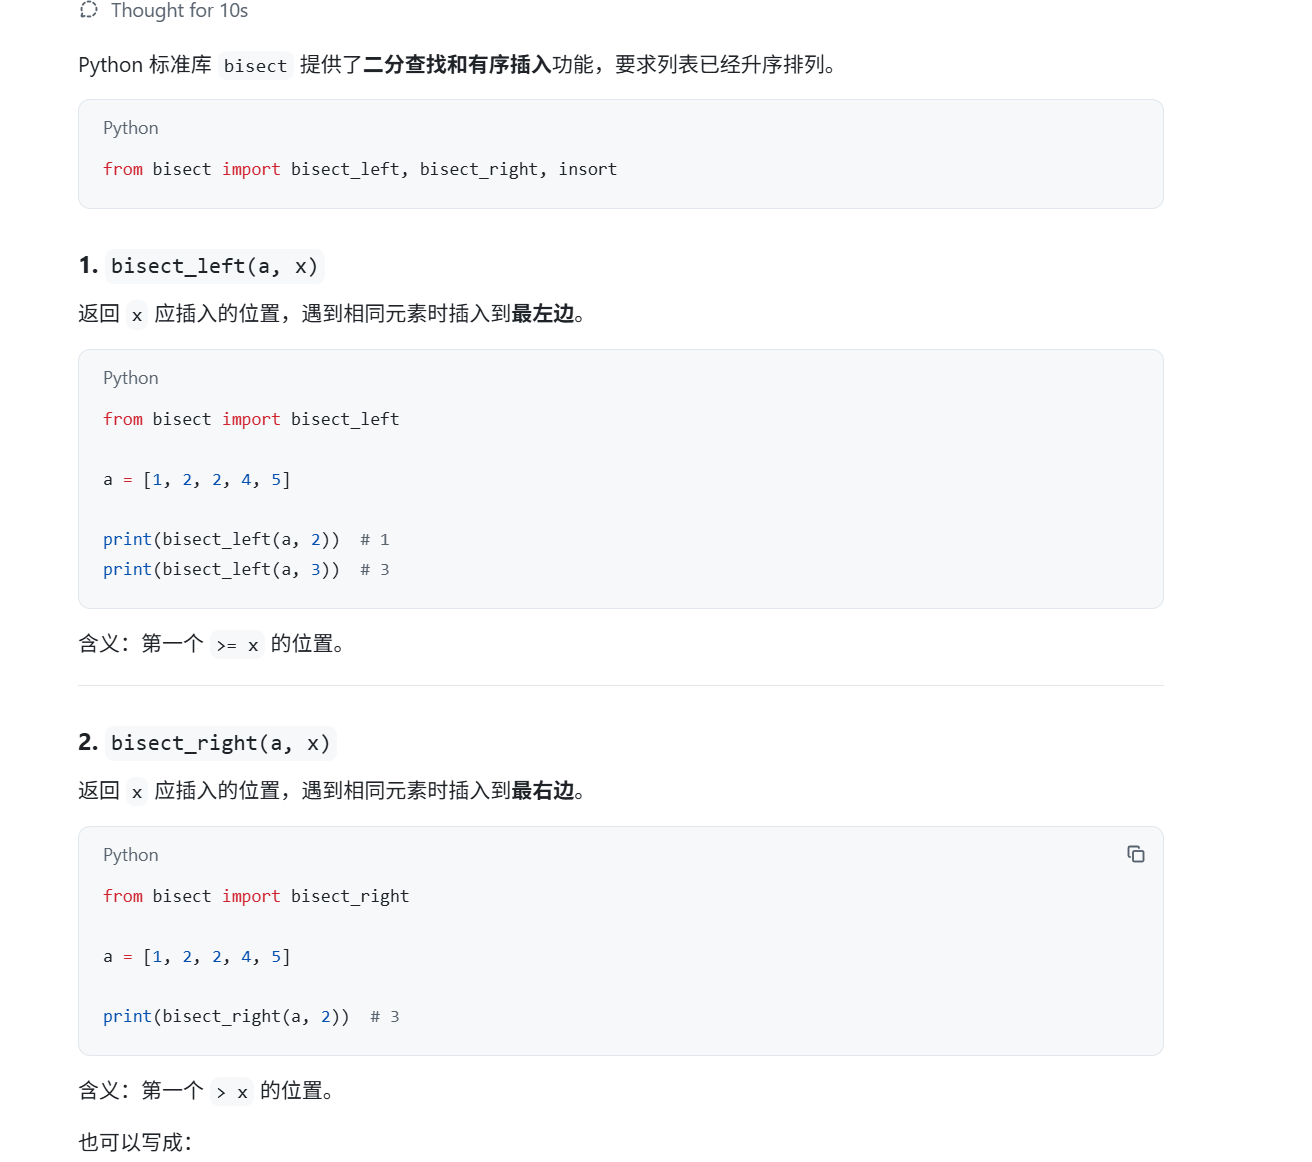 Thought for 10s
Python 标准库 bisect 提供了二分查找和有序插入功能，要求列表已经升序排列。
Python
from bisect import bisect_left, bisect_right, insort
1. bisect_left(a, x)
返回 x 应插入的位置，遇到相同元素时插入到最左边。
Python
from bisect import bisect_left
a = [1, 2, 2, 4, 5]
print(bisect_left(a, 2))  # 1
print(bisect_left(a, 3))  # 3
含义：第一个 >= x 的位置。
2. bisect_right(a, x)
返回 x 应插入的位置，遇到相同元素时插入到最右边。
Python
from bisect import bisect_right
a = [1, 2, 2, 4, 5]
print(bisect_right(a, 2))  # 3
含义：第一个 > x 的位置。
也可以写成：